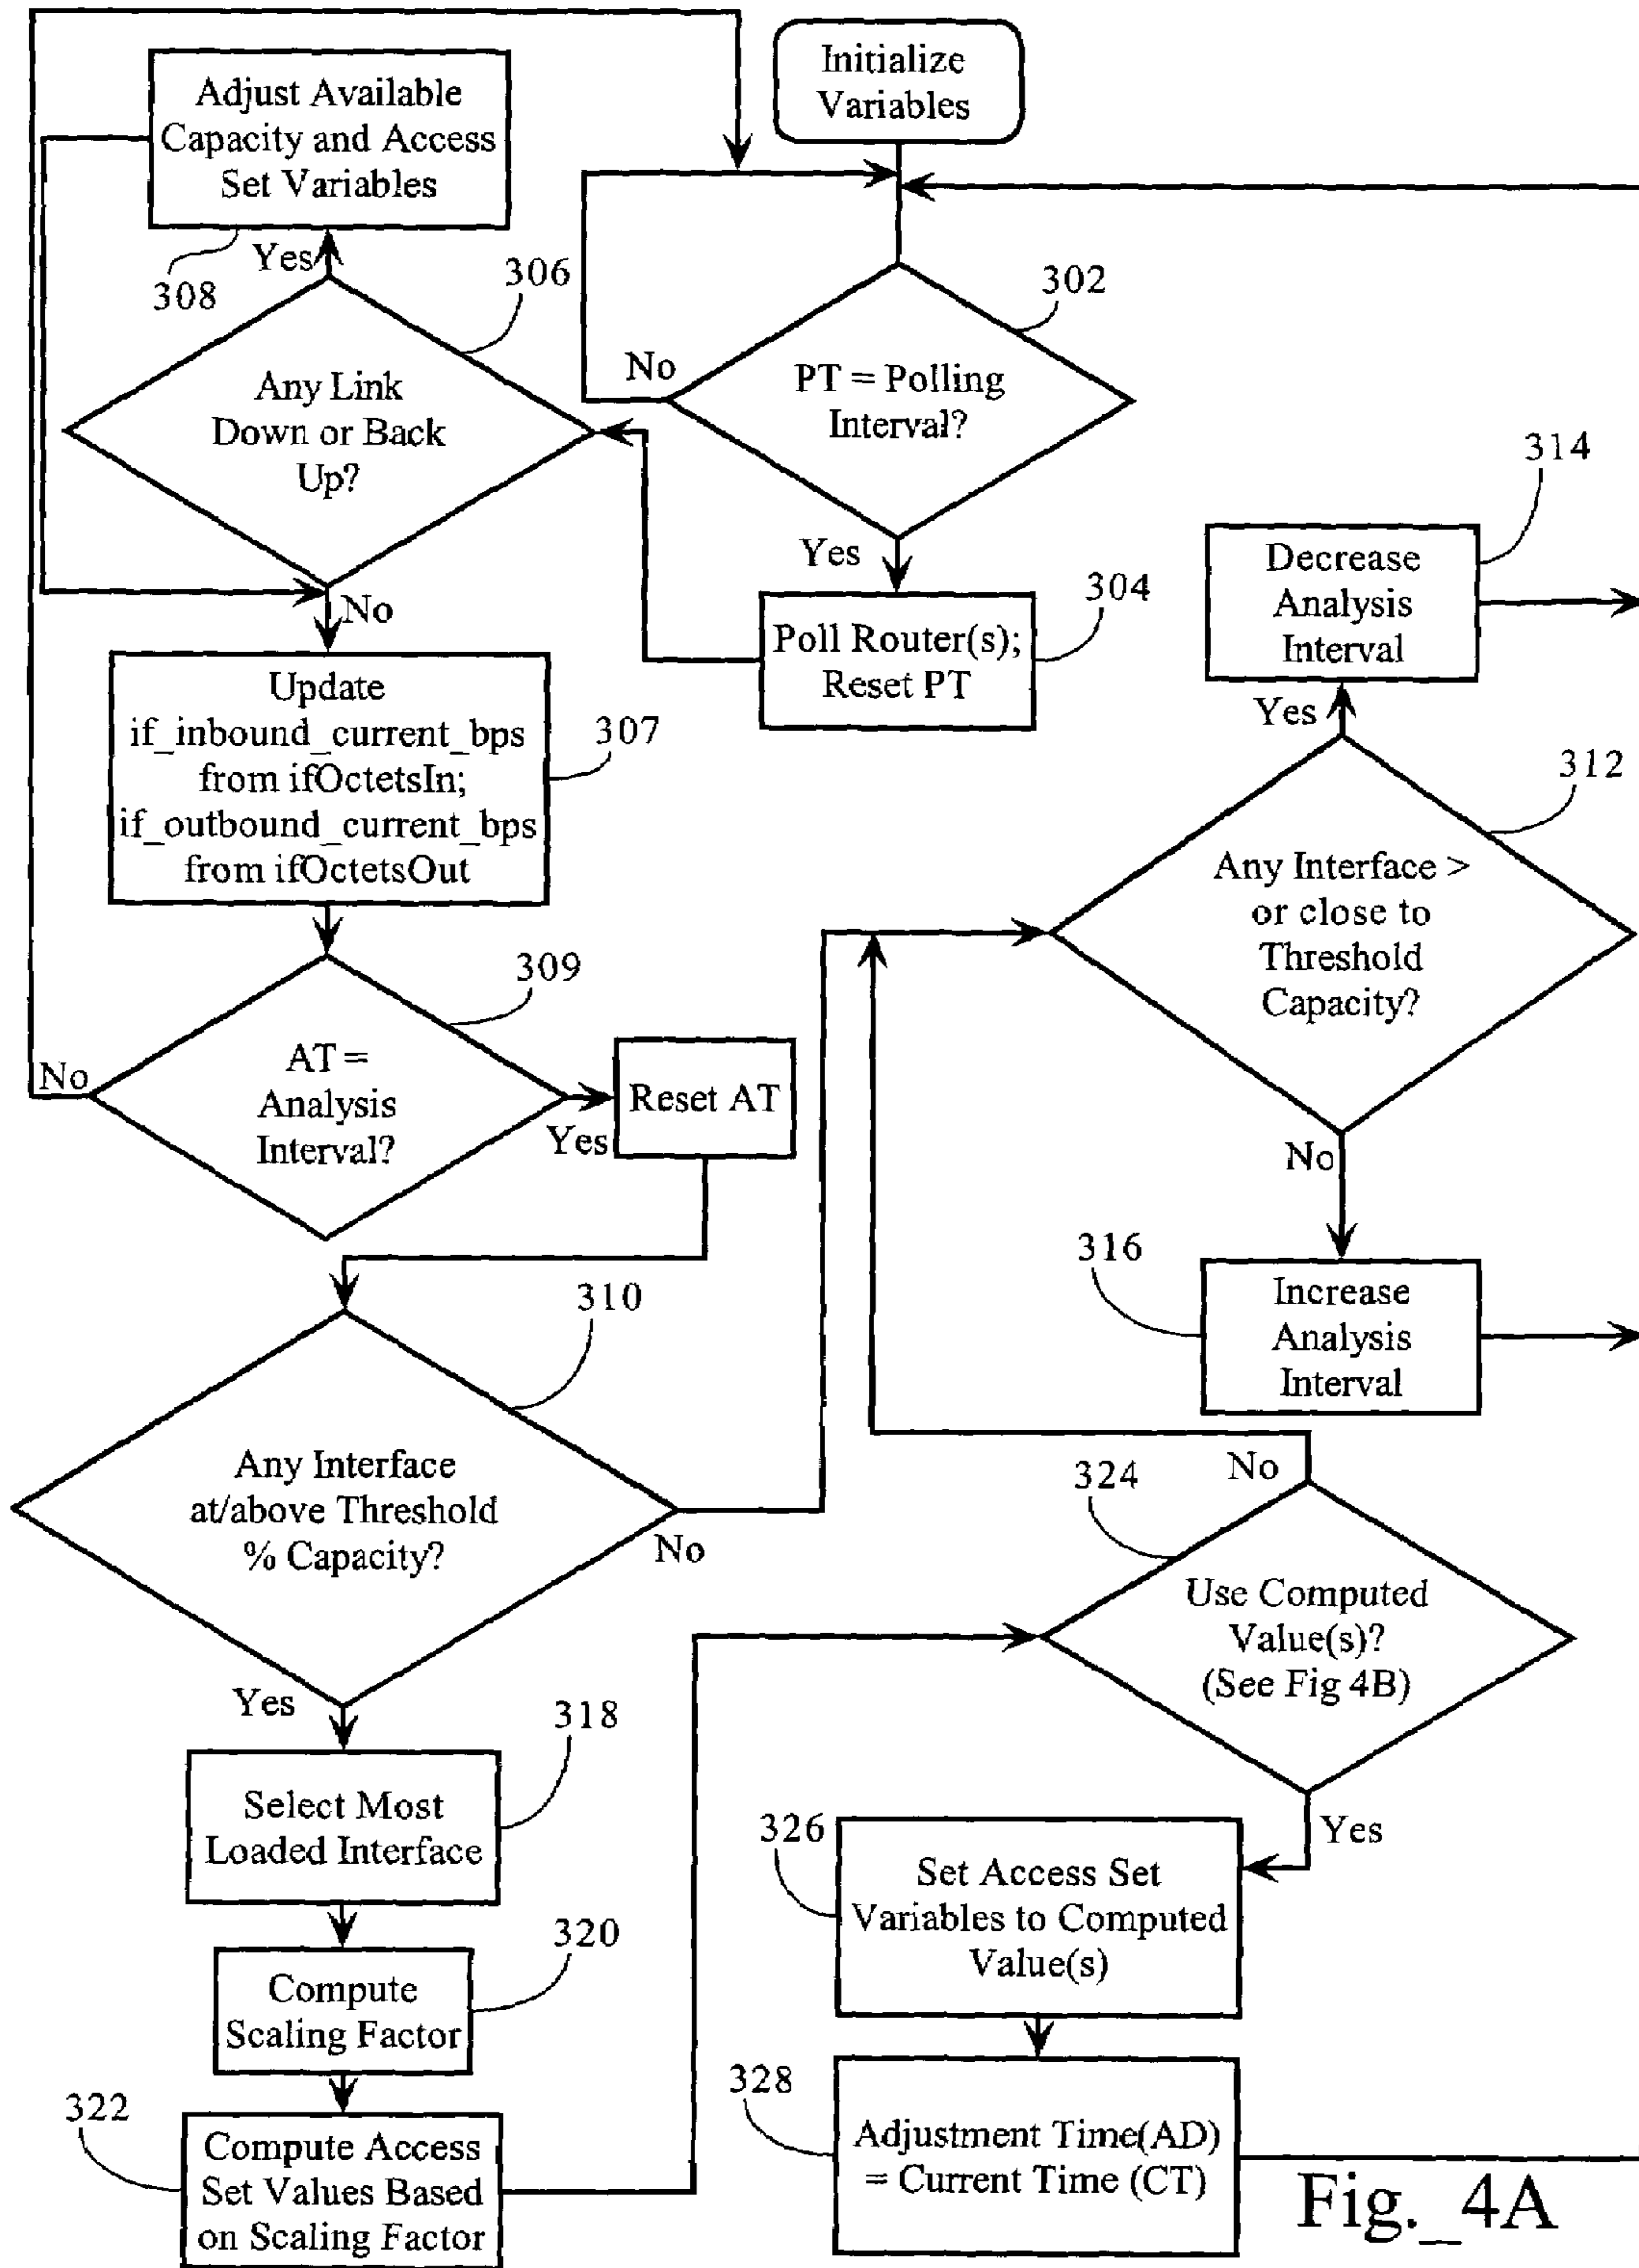 Initialize
Variables
Adjust Available
Capacity and Access
Set Variables
308
Yes
306
Any Link
Down or Back
Up?
No
302
PT = Polling
Interval?
No
Yes
304
Poll Router(s);
Reset PT
Update
if_inbound_current_bps
from ifOctetsIn;
if_outbound_current_bps
from ifOctetsOut
307
309
AT =
Analysis
Interval?
No
Yes
Reset AT
310
Any Interface
at/above Threshold
% Capacity?
No
Yes
314
Decrease
Analysis
Interval
Yes
312
Any Interface >
or close to
Threshold
Capacity?
No
316
Increase
Analysis
Interval
318
Select Most
Loaded Interface
320
Compute
Scaling Factor
322
Compute Access
Set Values Based
on Scaling Factor
324
No
Use Computed
Value(s)?
(See Fig 4B)
Yes
326
Set Access Set
Variables to Computed
Value(s)
328
Adjustment Time(AD)
= Current Time (CT)
Fig._4A